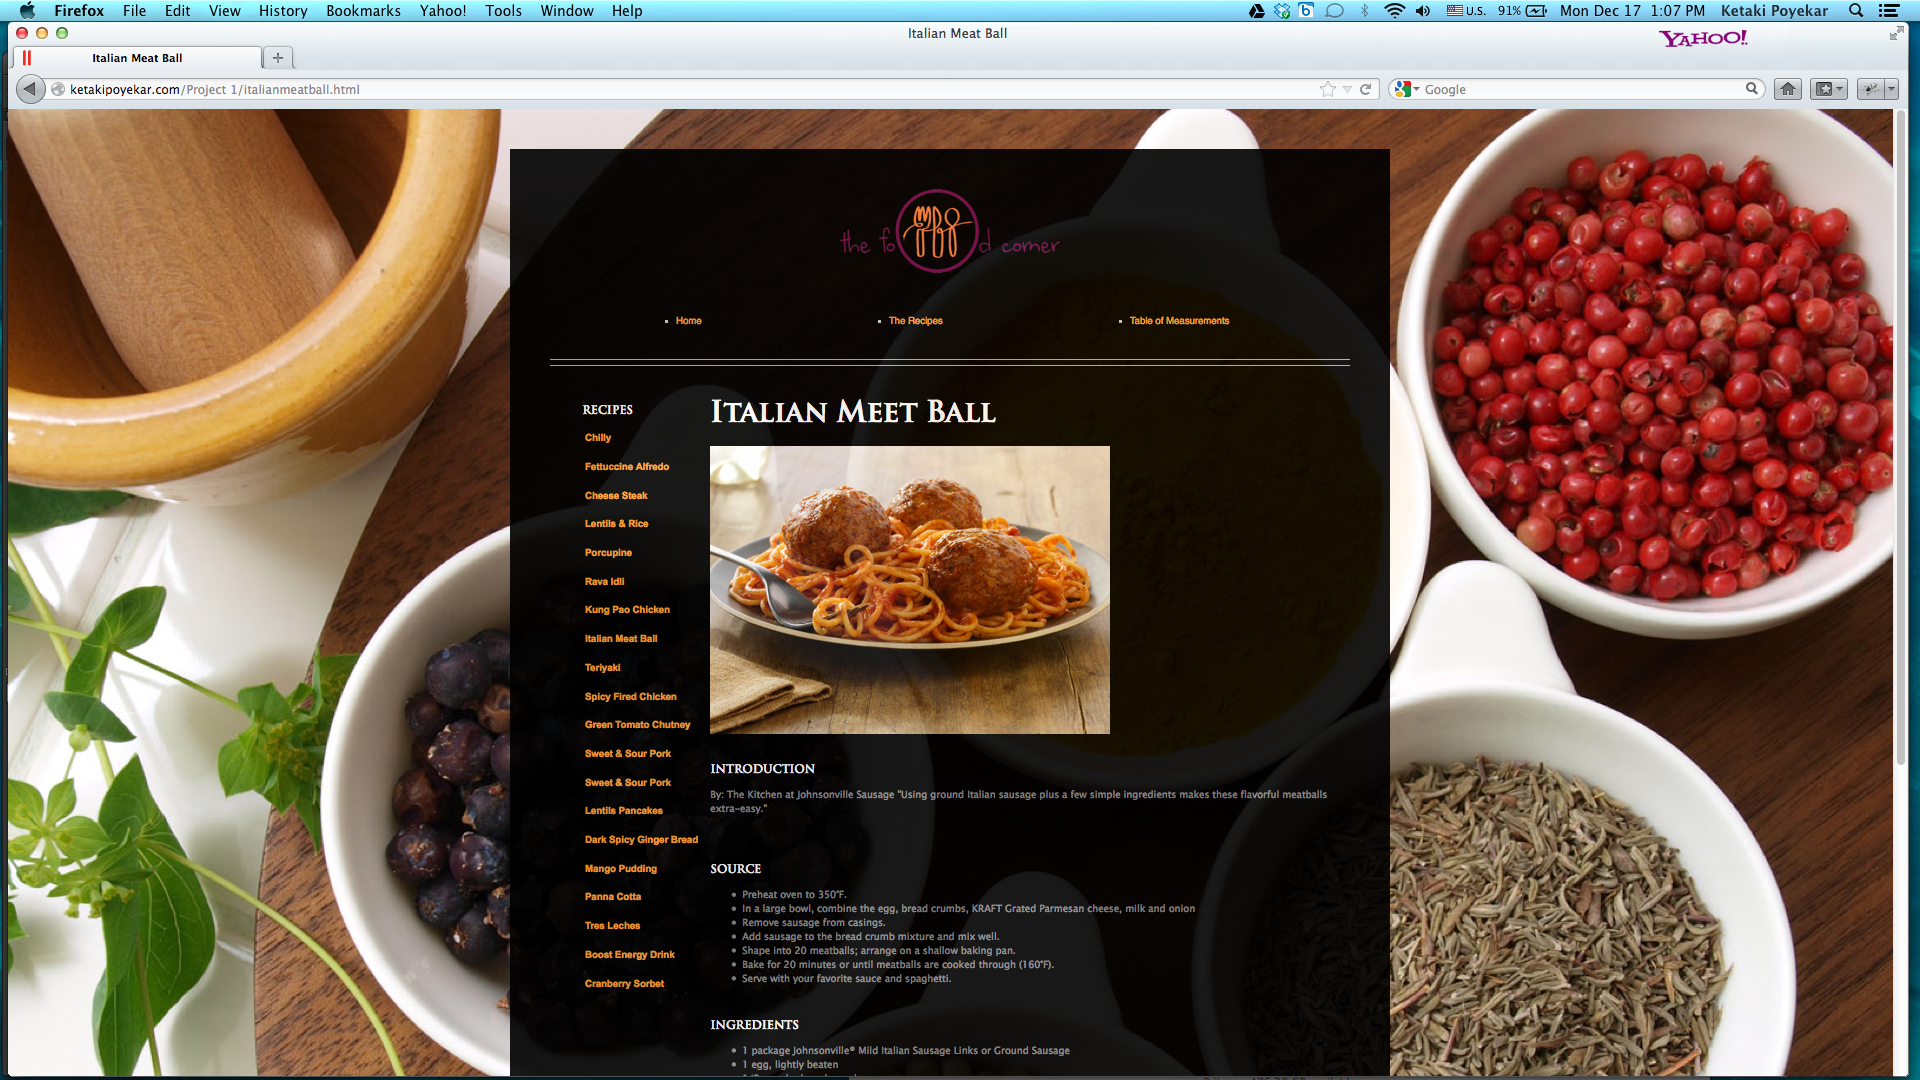 Firefox File Edit View History Bookmarks Yahoo! Tools Window Help U.S. 91% Mon Dec 17 1:07 PM Ketaki Poyekar
Italian Meat Ball
YAHOO!
Italian Meat Ball
ketakipoyekar.com/Project 1/italianmeatball.html
Google
the food corner
Home
The Recipes
Table of Measurements
RECIPES
Chilly
Fettuccine Alfredo
Cheese Steak
Lentils & Rice
Porcupine
Rava Idli
Kung Pao Chicken
Italian Meat Ball
Teriyaki
Spicy Fired Chicken
Green Tomato Chutney
Sweet & Sour Pork
Sweet & Sour Pork
Lentils Pancakes
Dark Spicy Ginger Bread
Mango Pudding
Panna Cotta
Tres Leches
Boost Energy Drink
Cranberry Sorbet
Italian Meet Ball
INTRODUCTION
By: The Kitchen at Johnsonville Sausage "Using ground Italian sausage plus a few simple ingredients makes these flavorful meatballs
extra-easy."
SOURCE
Preheat oven to 350°F.
In a large bowl, combine the egg, bread crumbs, KRAFT Grated Parmesan cheese, milk and onion
Remove sausage from casings.
Add sausage to the bread crumb mixture and mix well.
Shape into 20 meatballs; arrange on a shallow baking pan.
Bake for 20 minutes or until meatballs are cooked through (160°F).
Serve with your favorite sauce and spaghetti.
INGREDIENTS
1 package Johnsonville® Mild Italian Sausage Links or Ground Sausage
1 egg, lightly beaten